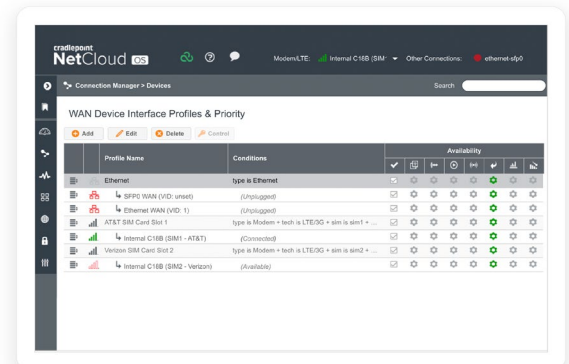 cradlepoint
NetCloud OS
Modem/LTE: Internal C18B (SIM- Other Connections: ethernet-sfp0
Connection Manager > Devices Search
WAN Device Interface Profiles & Priority
Add Edit Delete Control
Availability
Profile Name Conditions
Ethernet type is Ethernet
SFP0 WAN (VID: unset) (Unplugged)
Ethernet WAN (VID: 1) (Unplugged)
AT&T SIM Card Slot 1 type is Modem + tech is LTE/3G + sim is sim1 + ...
Internal C18B (SIM1 - AT&T) (Connected)
Verizon SIM Card Slot 2 type is Modem + tech is LTE/3G + sim is sim2 + ...
Internal C18B (SIM2 - Verizon) (Available)